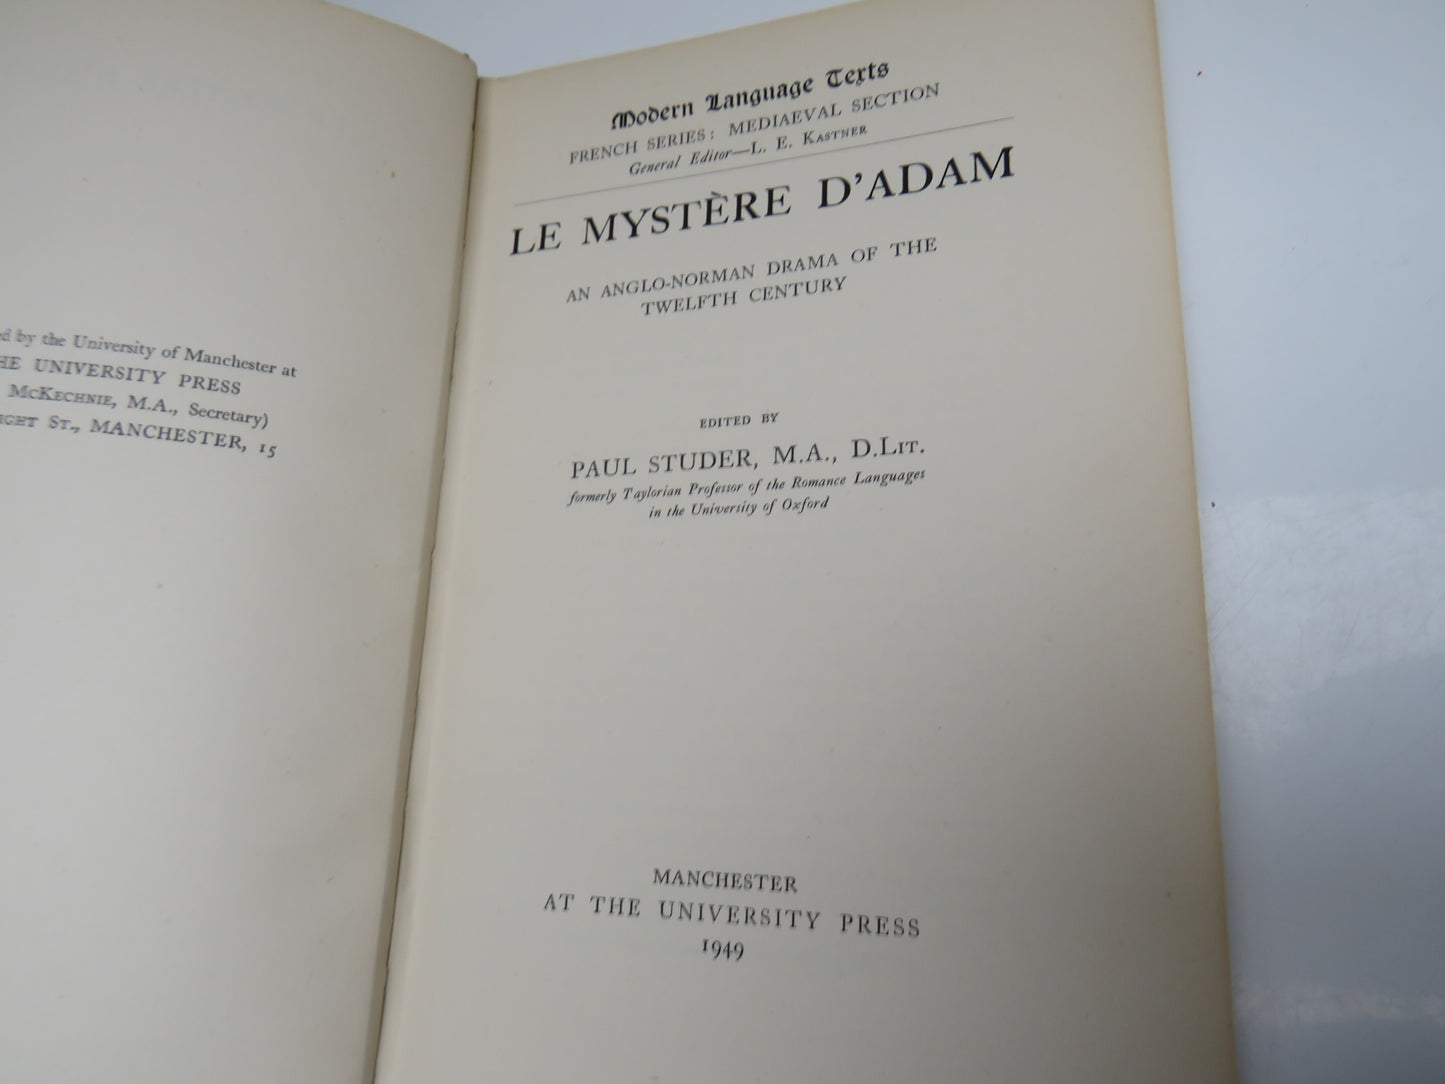 by the University of Manchester at
UNIVERSITY PRESS
McKECHNIE, M.A., Secretary)
ST., MANCHESTER, 15
Modern Language Texts
FRENCH SERIES: MEDIAEVAL SECTION
General Editor—L. E. KASTNER
LE MYSTÈRE D'ADAM
AN ANGLO-NORMAN DRAMA OF THE
TWELFTH CENTURY
EDITED BY
PAUL STUDER, M.A., D.LIT.
formerly Taylorian Professor of the Romance Languages
in the University of Oxford
MANCHESTER
AT THE UNIVERSITY PRESS
1949